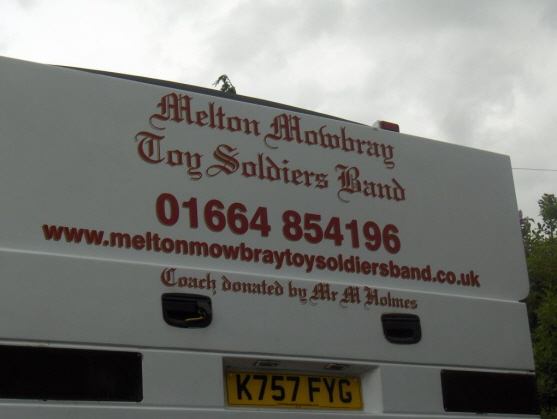 Melton Mowbray
Toy Soldiers Band
01664 854196
www.meltonmowbraytoysoldiersband.co.uk
Coach donated by Mr M Holmes
K757 FYG